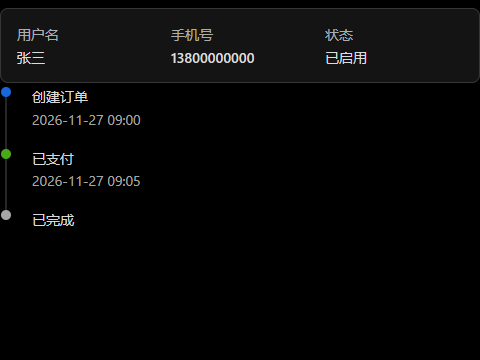 用户名 手机号 状态
张三 13800000000 已启用
创建订单
2026-11-27 09:00
已支付
2026-11-27 09:05
已完成